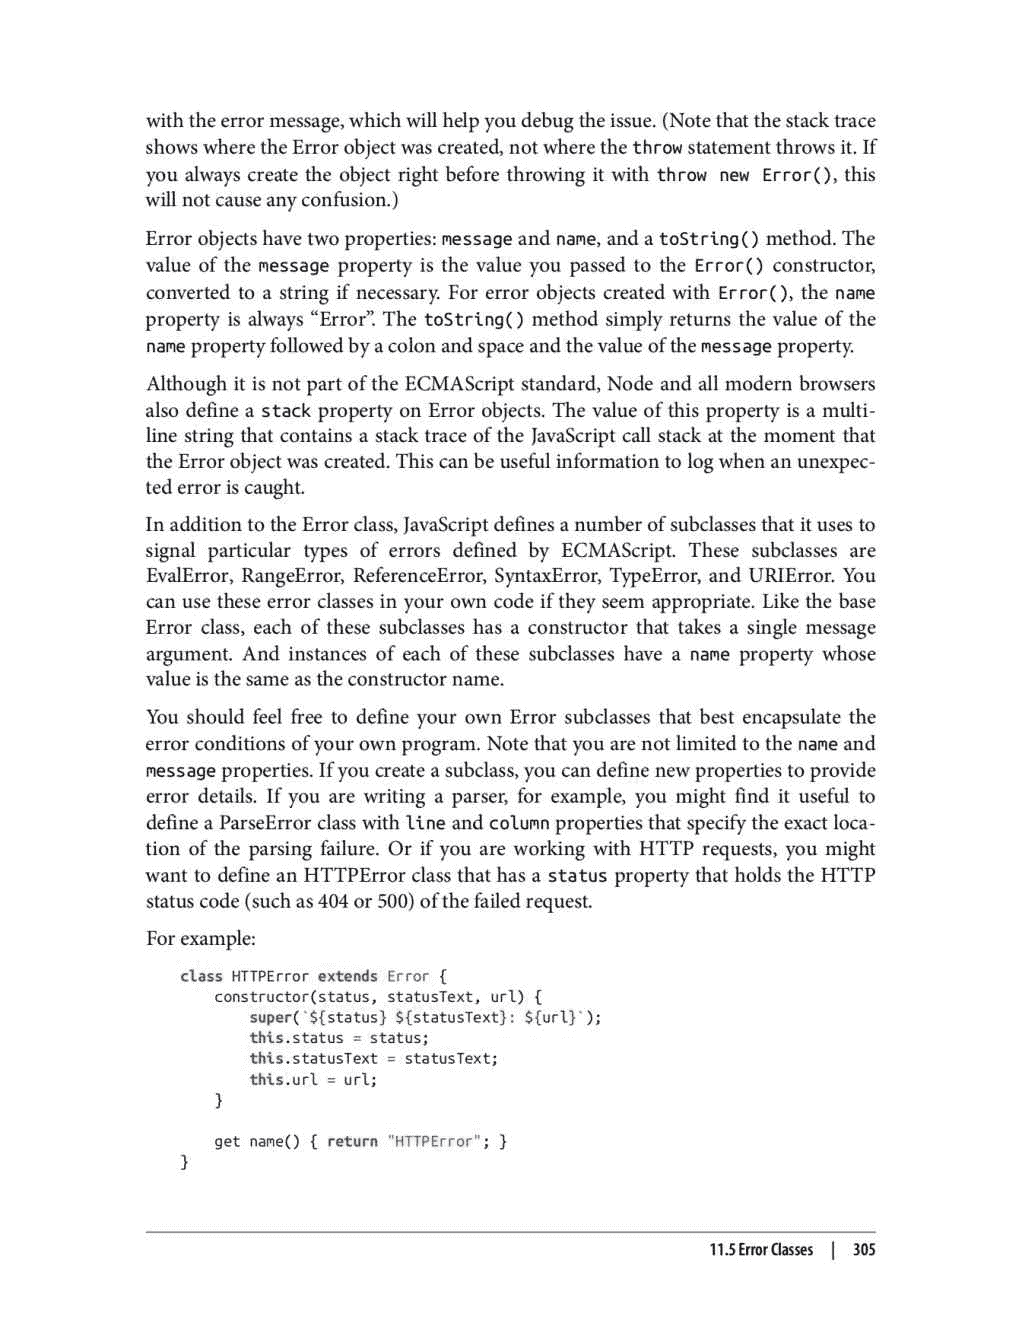 with the error message, which will help you debug the issue. (Note that the stack trace
shows where the Error object was created, not where the throw statement throws it. If
you always create the object right before throwing it with throw new Error(), this
will not cause any confusion.)
Error objects have two properties: message and name, and a toString() method. The
value of the message property is the value you passed to the Error() constructor,
converted to a string if necessary. For error objects created with Error(), the name
property is always “Error”. The toString() method simply returns the value of the
name property followed by a colon and space and the value of the message property.
Although it is not part of the ECMAScript standard, Node and all modern browsers
also define a stack property on Error objects. The value of this property is a multi-
line string that contains a stack trace of the JavaScript call stack at the moment that
the Error object was created. This can be useful information to log when an unexpec-
ted error is caught.
In addition to the Error class, JavaScript defines a number of subclasses that it uses to
signal particular types of errors defined by ECMAScript. These subclasses are
EvalError, RangeError, ReferenceError, SyntaxError, TypeError, and URIError. You
can use these error classes in your own code if they seem appropriate. Like the base
Error class, each of these subclasses has a constructor that takes a single message
argument. And instances of each of these subclasses have a name property whose
value is the same as the constructor name.
You should feel free to define your own Error subclasses that best encapsulate the
error conditions of your own program. Note that you are not limited to the name and
message properties. If you create a subclass, you can define new properties to provide
error details. If you are writing a parser, for example, you might find it useful to
define a ParseError class with line and column properties that specify the exact loca-
tion of the parsing failure. Or if you are working with HTTP requests, you might
want to define an HTTPError class that has a status property that holds the HTTP
status code (such as 404 or 500) of the failed request.
For example:
class HTTPError extends Error {
    constructor(status, statusText, url) {
        super(`${status} ${statusText}: ${url}`);
        this.status = status;
        this.statusText = statusText;
        this.url = url;
    }
    get name() { return "HTTPError"; }
}
11.5 Error Classes | 305